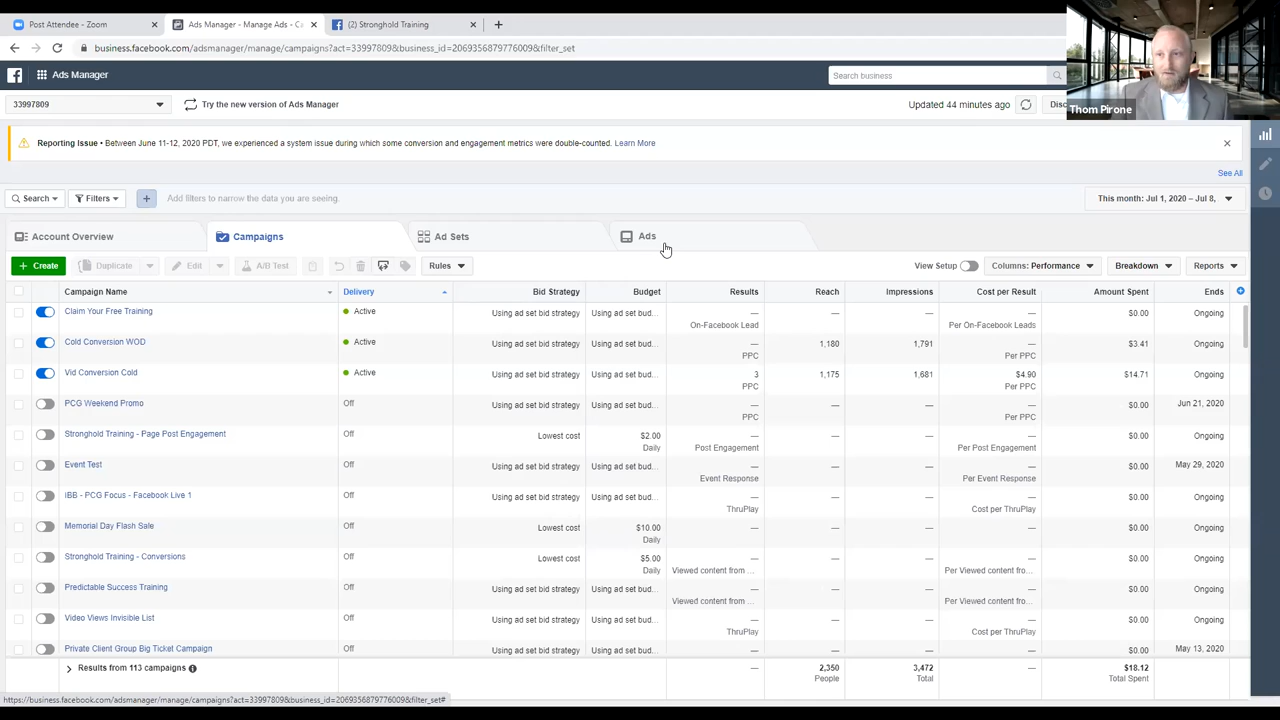 Post Attendee - Zoom
Ads Manager - Manage Ads - Ca
(2) Stronghold Training
business.facebook.com/adsmanager/manage/campaigns?act=33997809&business_id=2069356879776009&filter_set
Ads Manager
Search business
33997809
Try the new version of Ads Manager
Updated 44 minutes ago
Disc
Thom Pirone
Reporting Issue • Between June 11-12, 2020 PDT, we experienced a system issue during which some conversion and engagement metrics were double-counted. Learn More
See All
Search
Filters
Add filters to narrow the data you are seeing.
This month: Jul 1, 2020 – Jul 8,
Account Overview
Campaigns
Ad Sets
Ads
Create
Duplicate
Edit
A/B Test
Rules
View Setup
Columns: Performance
Breakdown
Reports
Campaign Name Delivery Bid Strategy Budget Results Reach Impressions Cost per Result Amount Spent Ends
Claim Your Free Training Active Using ad set bid strategy Using ad set bud... — — — — $0.00 Ongoing
On-Facebook Lead Per On-Facebook Leads
Cold Conversion WOD Active Using ad set bid strategy Using ad set bud... — 1,180 1,791 — $3.41 Ongoing
PPC Per PPC
Vid Conversion Cold Active Using ad set bid strategy Using ad set bud... 3 1,175 1,681 $4.90 $14.71 Ongoing
PPC Per PPC
PCG Weekend Promo Off Using ad set bid strategy Using ad set bud... — — — — $0.00 Jun 21, 2020
PPC Per PPC
Stronghold Training - Page Post Engagement Off Lowest cost $2.00 — — — — $0.00 Ongoing
Daily Post Engagement Per Post Engagement
Event Test Off Using ad set bid strategy Using ad set bud... — — — — $0.00 May 29, 2020
Event Response Per Event Response
IBB - PCG Focus - Facebook Live 1 Off Using ad set bid strategy Using ad set bud... — — — — $0.00 Ongoing
ThruPlay Cost per ThruPlay
Memorial Day Flash Sale Off Lowest cost $10.00 — — — — $0.00 Ongoing
Daily
Stronghold Training - Conversions Off Lowest cost $5.00 — — — — $0.00 Ongoing
Daily Viewed content from ... Per Viewed content fro...
Predictable Success Training Off Using ad set bid strategy Using ad set bud... — — — — $0.00 Ongoing
Viewed content from ... Per Viewed content fro...
Video Views Invisible List Off Using ad set bid strategy Using ad set bud... — — — — $0.00 Ongoing
ThruPlay Cost per ThruPlay
Private Client Group Big Ticket Campaign Off Using ad set bid strategy Using ad set bud... — — — — $0.00 May 13, 2020
Results from 113 campaigns — 2,350 3,472 — $18.12
People Total Total Spent
https://business.facebook.com/adsmanager/manage/campaigns?act=33997809&business_id=2069356879776009&filter_set#